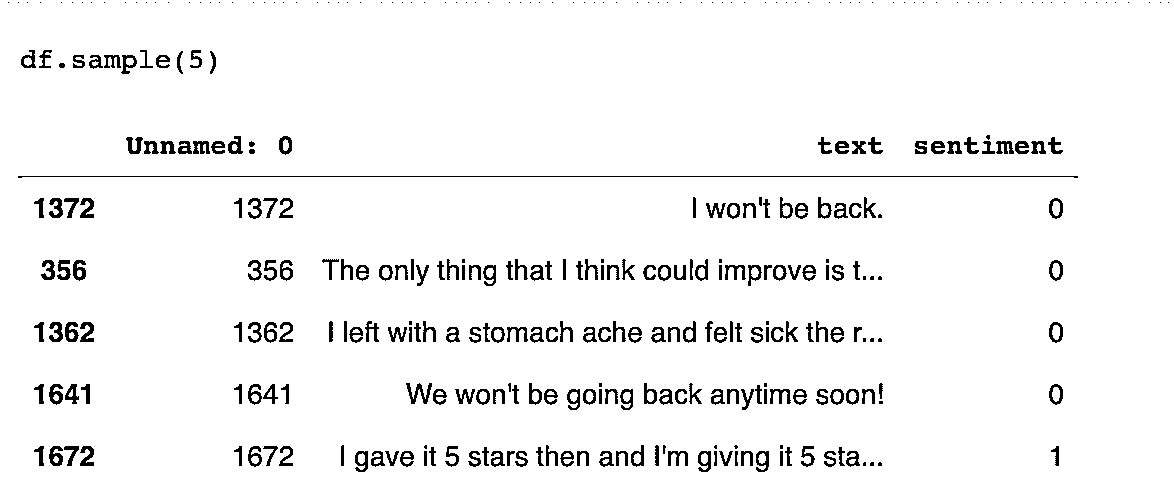 df.sample(5)
Unnamed: 0 text sentiment
1372 1372 I won't be back. 0
356 356 The only thing that I think could improve is t... 0
1362 1362 I left with a stomach ache and felt sick the r... 0
1641 1641 We won't be going back anytime soon! 0
1672 1672 I gave it 5 stars then and I'm giving it 5 sta... 1